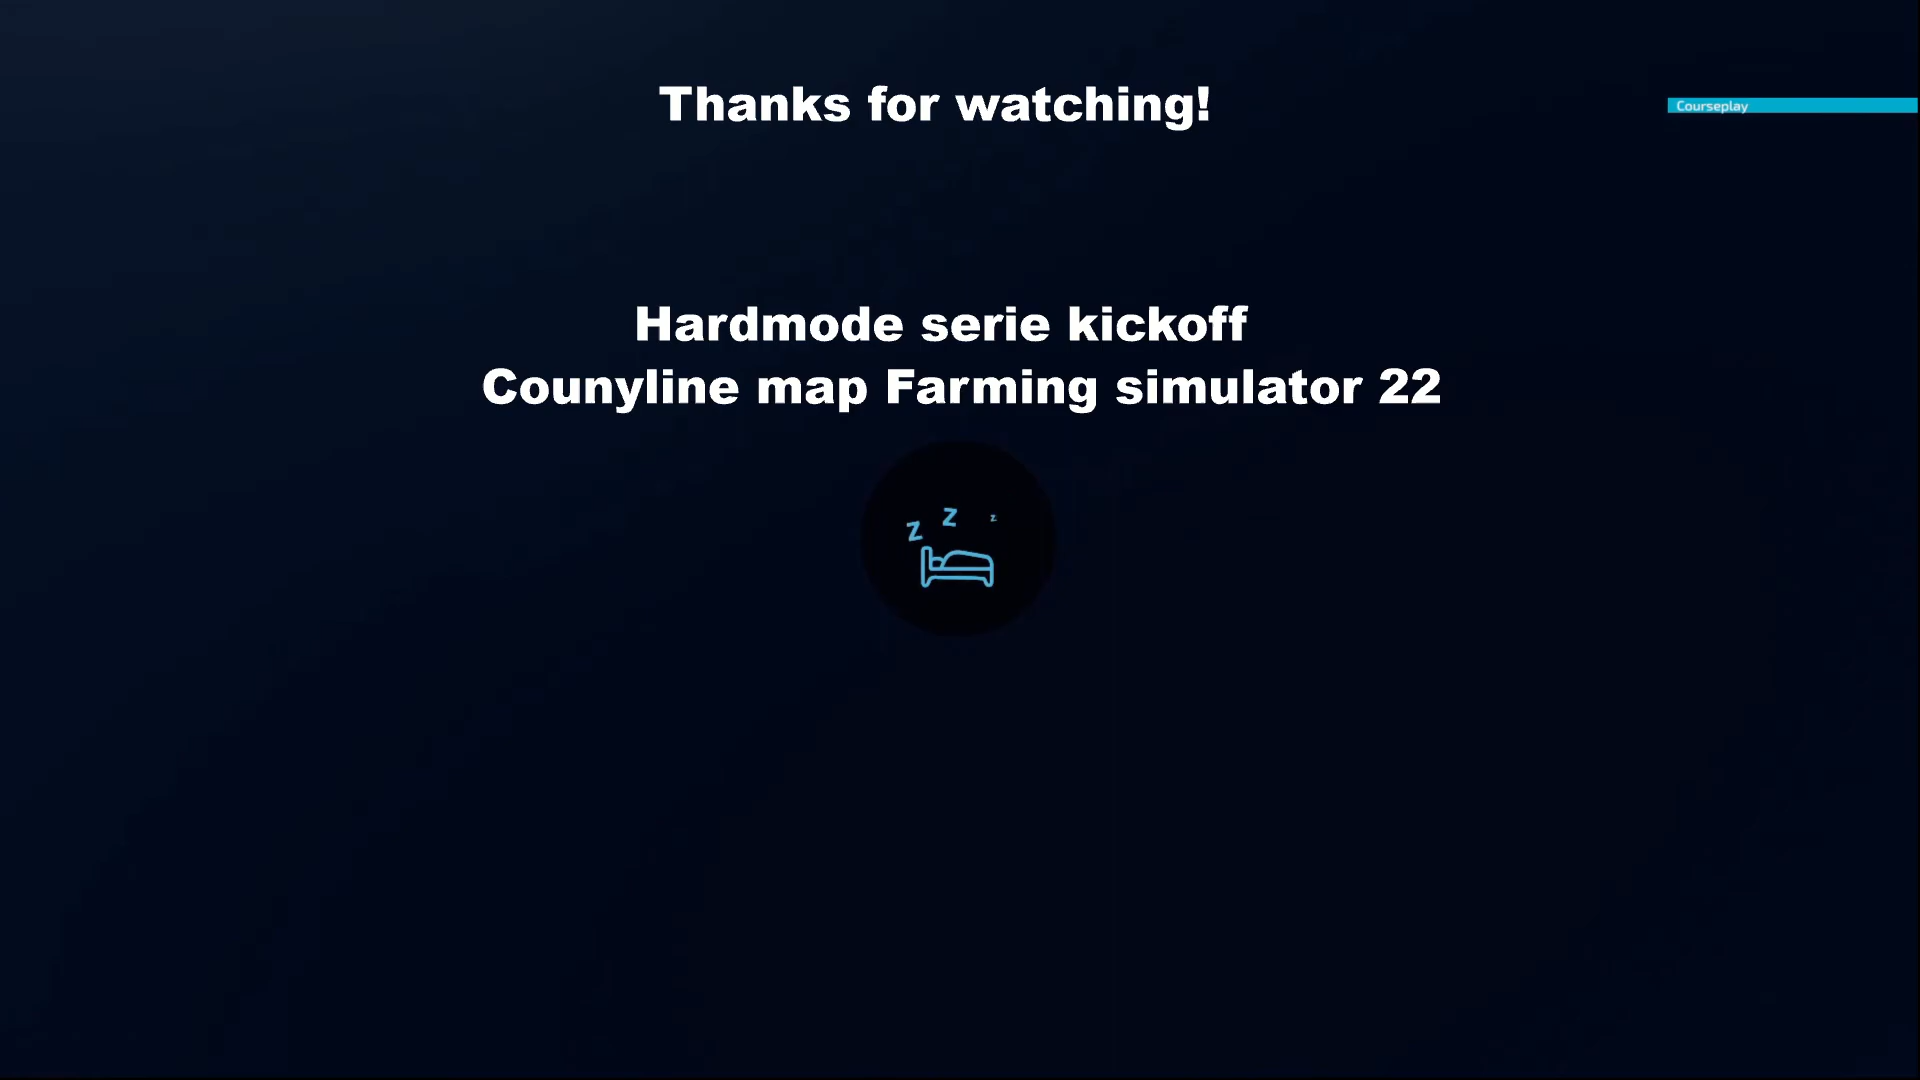 Thanks for watching!
Courseplay
Hardmode serie kickoff
Counyline map Farming simulator 22
z z z